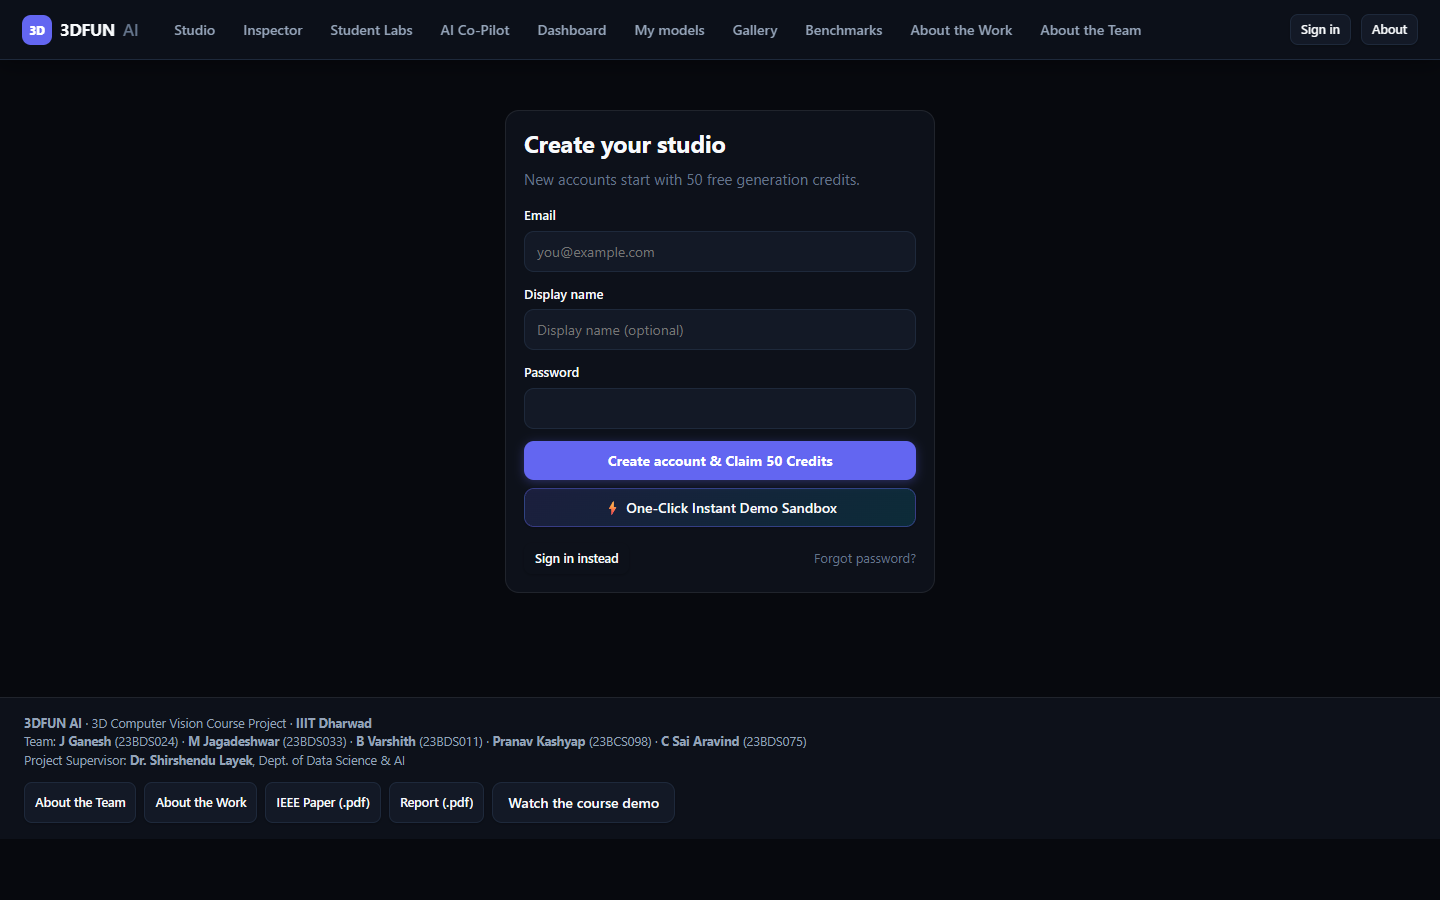 3D 3DFUN AI Studio Inspector Student Labs AI Co-Pilot Dashboard My models Gallery Benchmarks About the Work About the Team Sign in About
Create your studio
New accounts start with 50 free generation credits.
Email
you@example.com
Display name
Display name (optional)
Password
Create account & Claim 50 Credits
One-Click Instant Demo Sandbox
Sign in instead Forgot password?
3DFUN AI · 3D Computer Vision Course Project · IIIT Dharwad
Team: J Ganesh (23BDS024) · M Jagadeshwar (23BDS033) · B Varshith (23BDS011) · Pranav Kashyap (23BCS098) · C Sai Aravind (23BDS075)
Project Supervisor: Dr. Shirshendu Layek, Dept. of Data Science & AI
About the Team About the Work IEEE Paper (.pdf) Report (.pdf) Watch the course demo